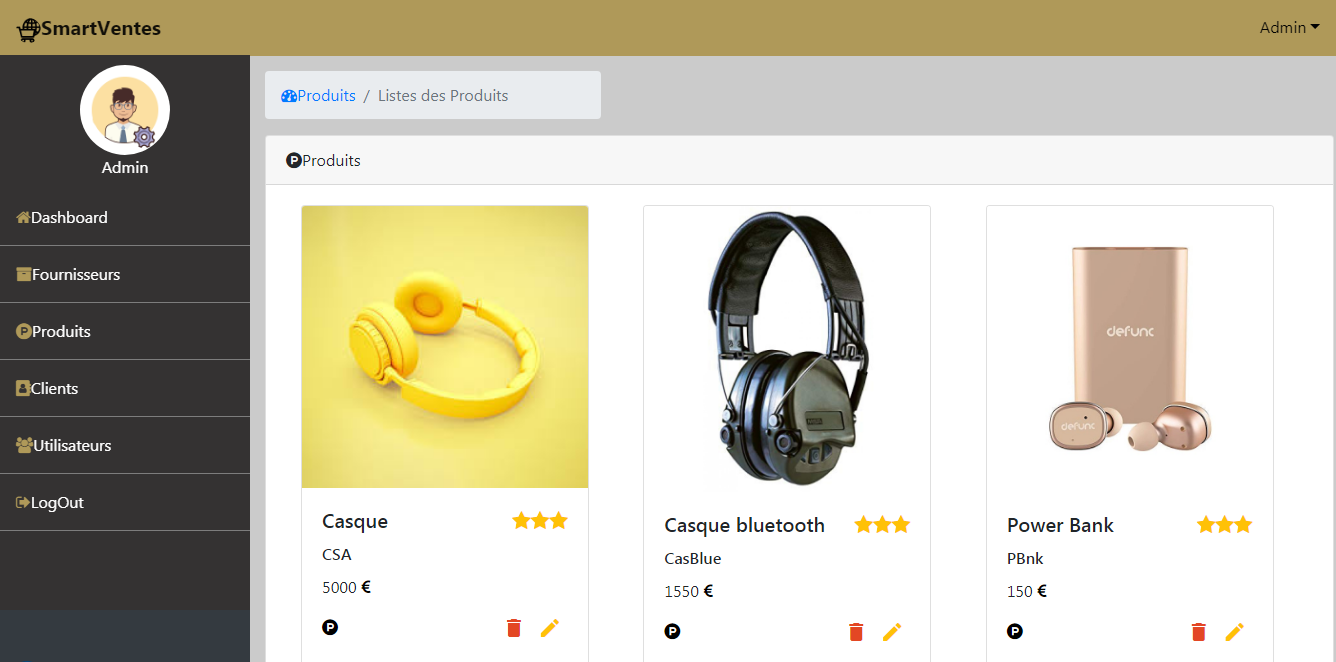 SmartVentes
Admin
Admin
Dashboard
Fournisseurs
Produits
Clients
Utilisateurs
LogOut
Produits / Listes des Produits
Produits
defunc
defunc
Casque
CSA
5000 €
Casque bluetooth
CasBlue
1550 €
Power Bank
PBnk
150 €